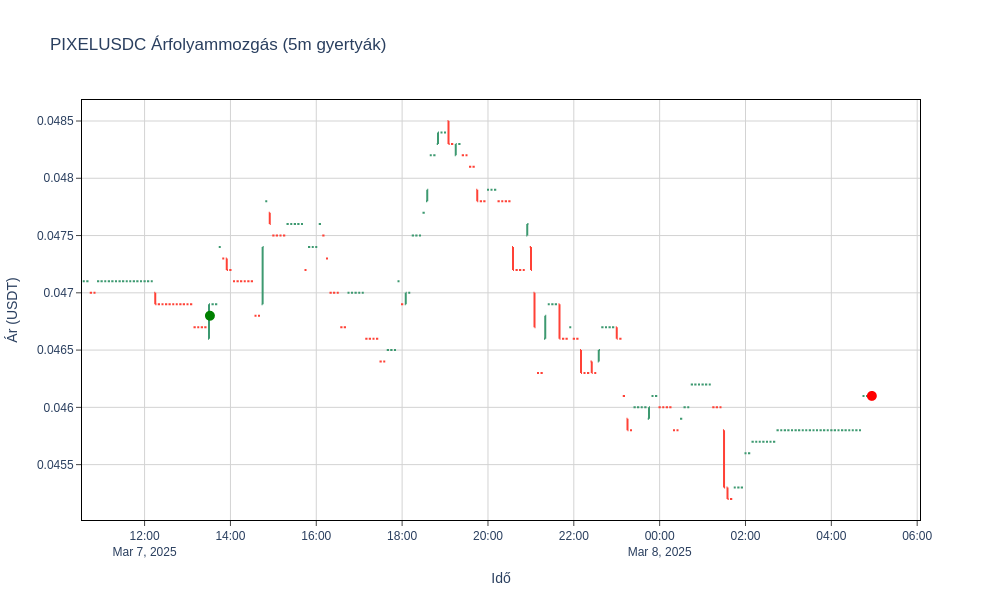 PIXELUSDC Árfolyammozgás (5m gyertyák)
Ár (USDT)
0.0485
0.048
0.0475
0.047
0.0465
0.046
0.0455
12:00 14:00 16:00 18:00 20:00 22:00 00:00 02:00 04:00 06:00
Mar 7, 2025 Mar 8, 2025
Idő